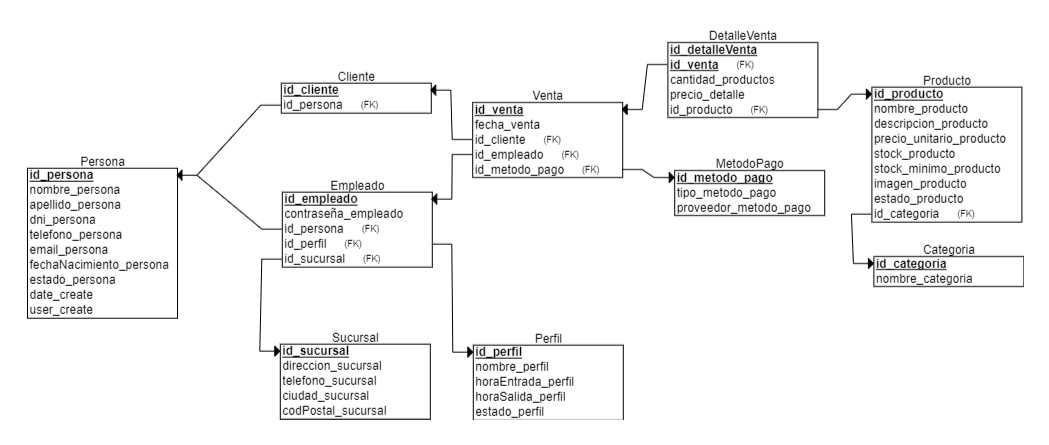 Persona
id_persona
nombre_persona
apellido_persona
dni_persona
telefono_persona
email_persona
fechaNacimiento_persona
estado_persona
date_create
user_create
Cliente
id_cliente
id_persona (FK)
Empleado
id_empleado
contraseña_empleado
id_persona (FK)
id_perfil (FK)
id_sucursal (FK)
Sucursal
id_sucursal
direccion_sucursal
telefono_sucursal
ciudad_sucursal
codPostal_sucursal
Venta
id_venta
fecha_venta
id_cliente (FK)
id_empleado (FK)
id_metodo_pago (FK)
Perfil
id_perfil
nombre_perfil
horaEntrada_perfil
horaSalida_perfil
estado_perfil
DetalleVenta
id_detalleVenta
id_venta (FK)
cantidad_productos
precio_detalle
id_producto (FK)
MetodoPago
id_metodo_pago
tipo_metodo_pago
proveedor_metodo_pago
Producto
id_producto
nombre_producto
descripcion_producto
precio_unitario_producto
stock_producto
stock_minimo_producto
imagen_producto
estado_producto
id_categoria (FK)
Categoria
id_categoria
nombre_categoria